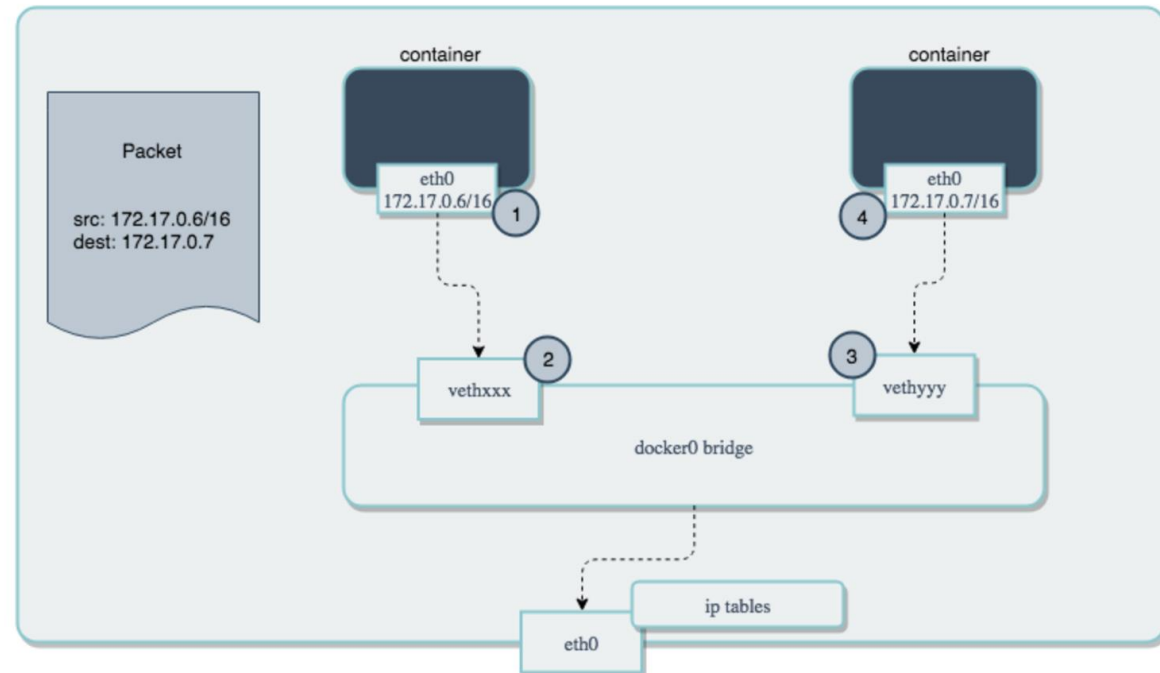 container
container
Packet
src: 172.17.0.6/16
dest: 172.17.0.7
eth0
172.17.0.6/16
1
4
eth0
172.17.0.7/16
2
3
vethxxx
vethyyy
docker0 bridge
ip tables
eth0